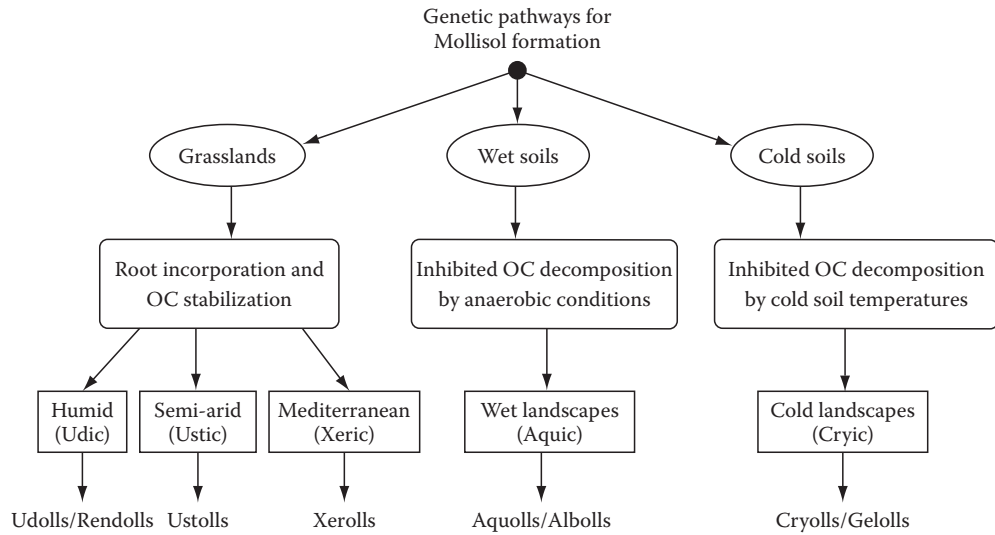 Genetic pathways for
Mollisol formation
Grasslands
Wet soils
Cold soils
Root incorporation and
OC stabilization
Inhibited OC decomposition
by anaerobic conditions
Inhibited OC decomposition
by cold soil temperatures
Humid
(Udic)
Semi-arid
(Ustic)
Mediterranean
(Xeric)
Wet landscapes
(Aquic)
Cold landscapes
(Cryic)
Udolls/Rendolls
Ustolls
Xerolls
Aquolls/Albolls
Cryolls/Gelolls